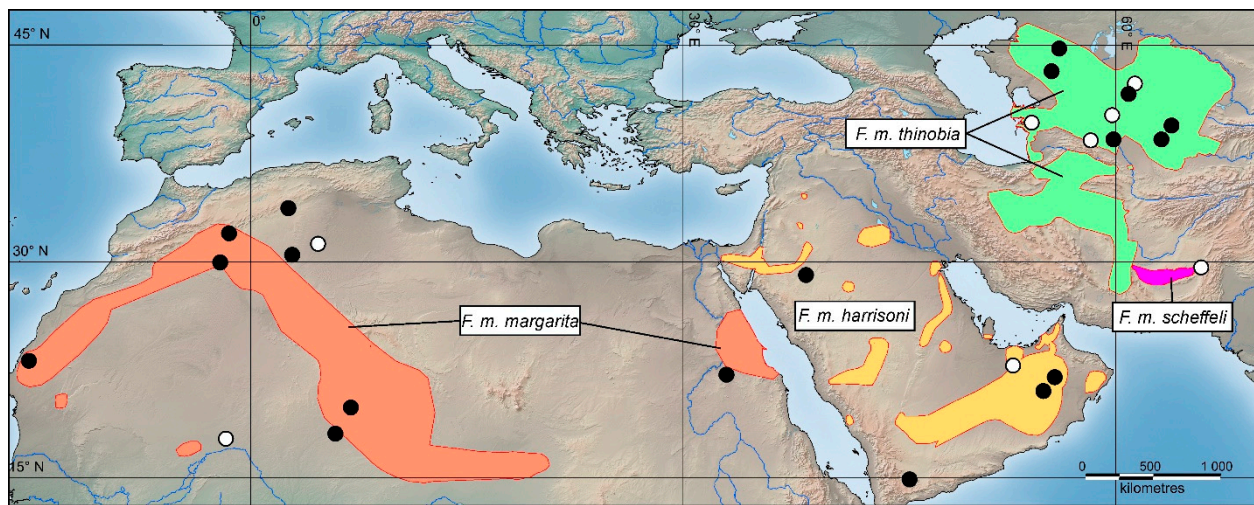 0°
30° E
60° E
45° N
F. m. thinobia
30° N
F. m. margarita
F. m. harrisoni
F. m. scheffeli
15° N
0 500 1 000
kilometres